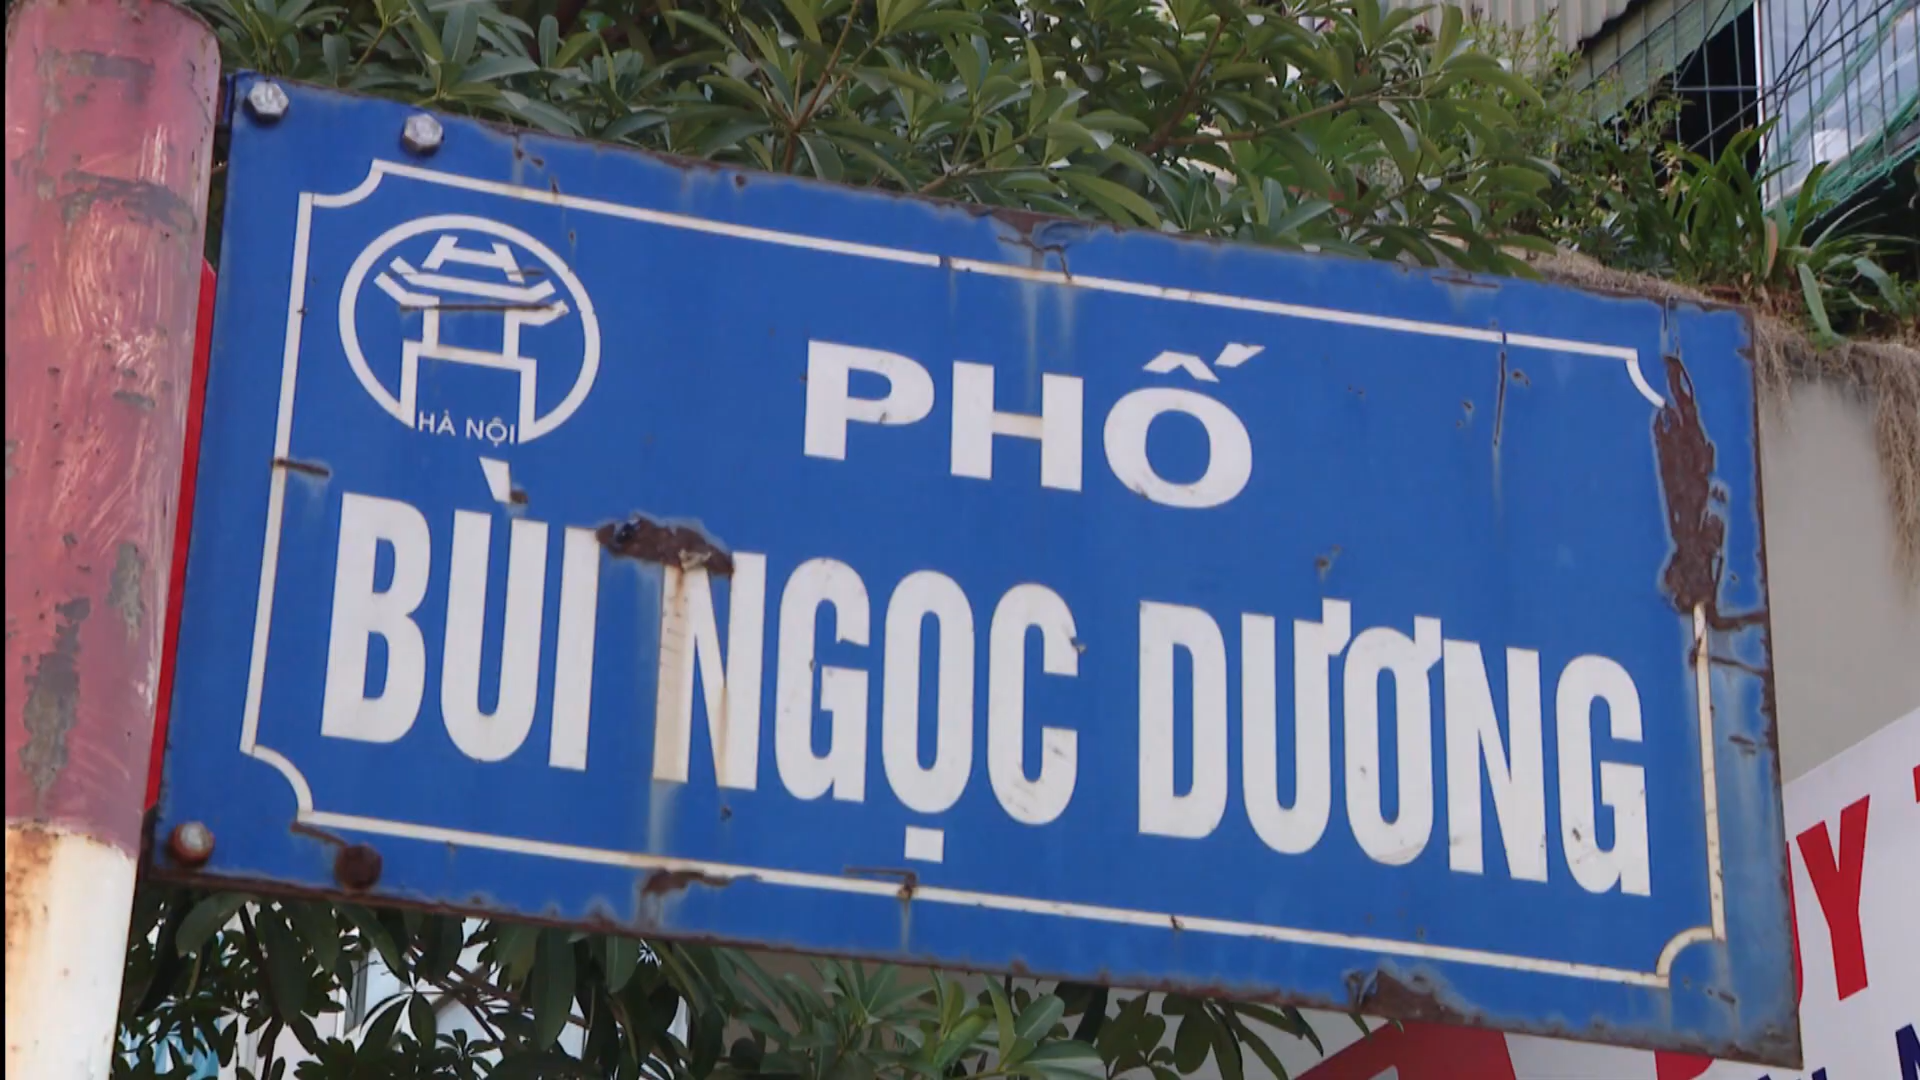 HÀ NỘI
PHỐ
BÙI NGỌC DƯƠNG